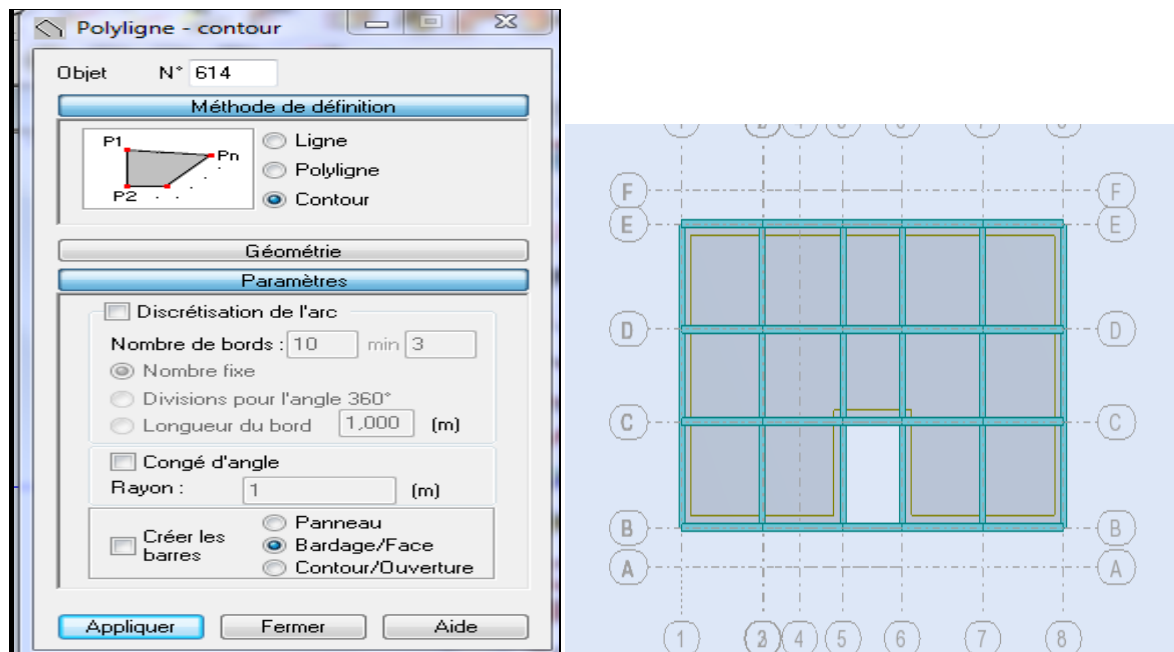 Polyligne - contour
Objet N° 614
Méthode de définition
P1
Pn
P2 . .
Ligne
Polyligne
Contour
Géométrie
Paramètres
Discrétisation de l'arc
Nombre de bords : 10 min 3
Nombre fixe
Divisions pour l'angle 360°
Longueur du bord 1,000 (m)
Congé d'angle
Rayon : 1 (m)
Créer les barres
Panneau
Bardage/Face
Contour/Ouverture
Appliquer Fermer Aide
F F
E E
D D
C C
B B
A A
1 3 4 5 6 7 8